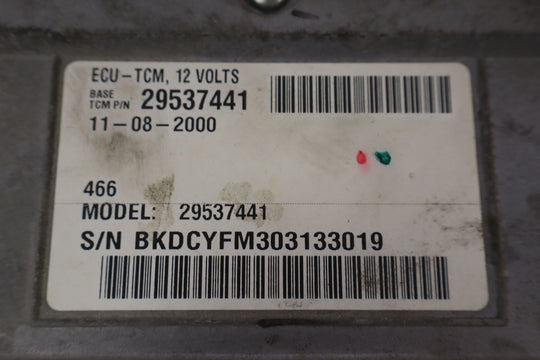 ECU-TCM, 12 VOLTS
BASE
TCM P/N 29537441
11-08-2000
466
MODEL: 29537441
S/N BKDCYFM303133019